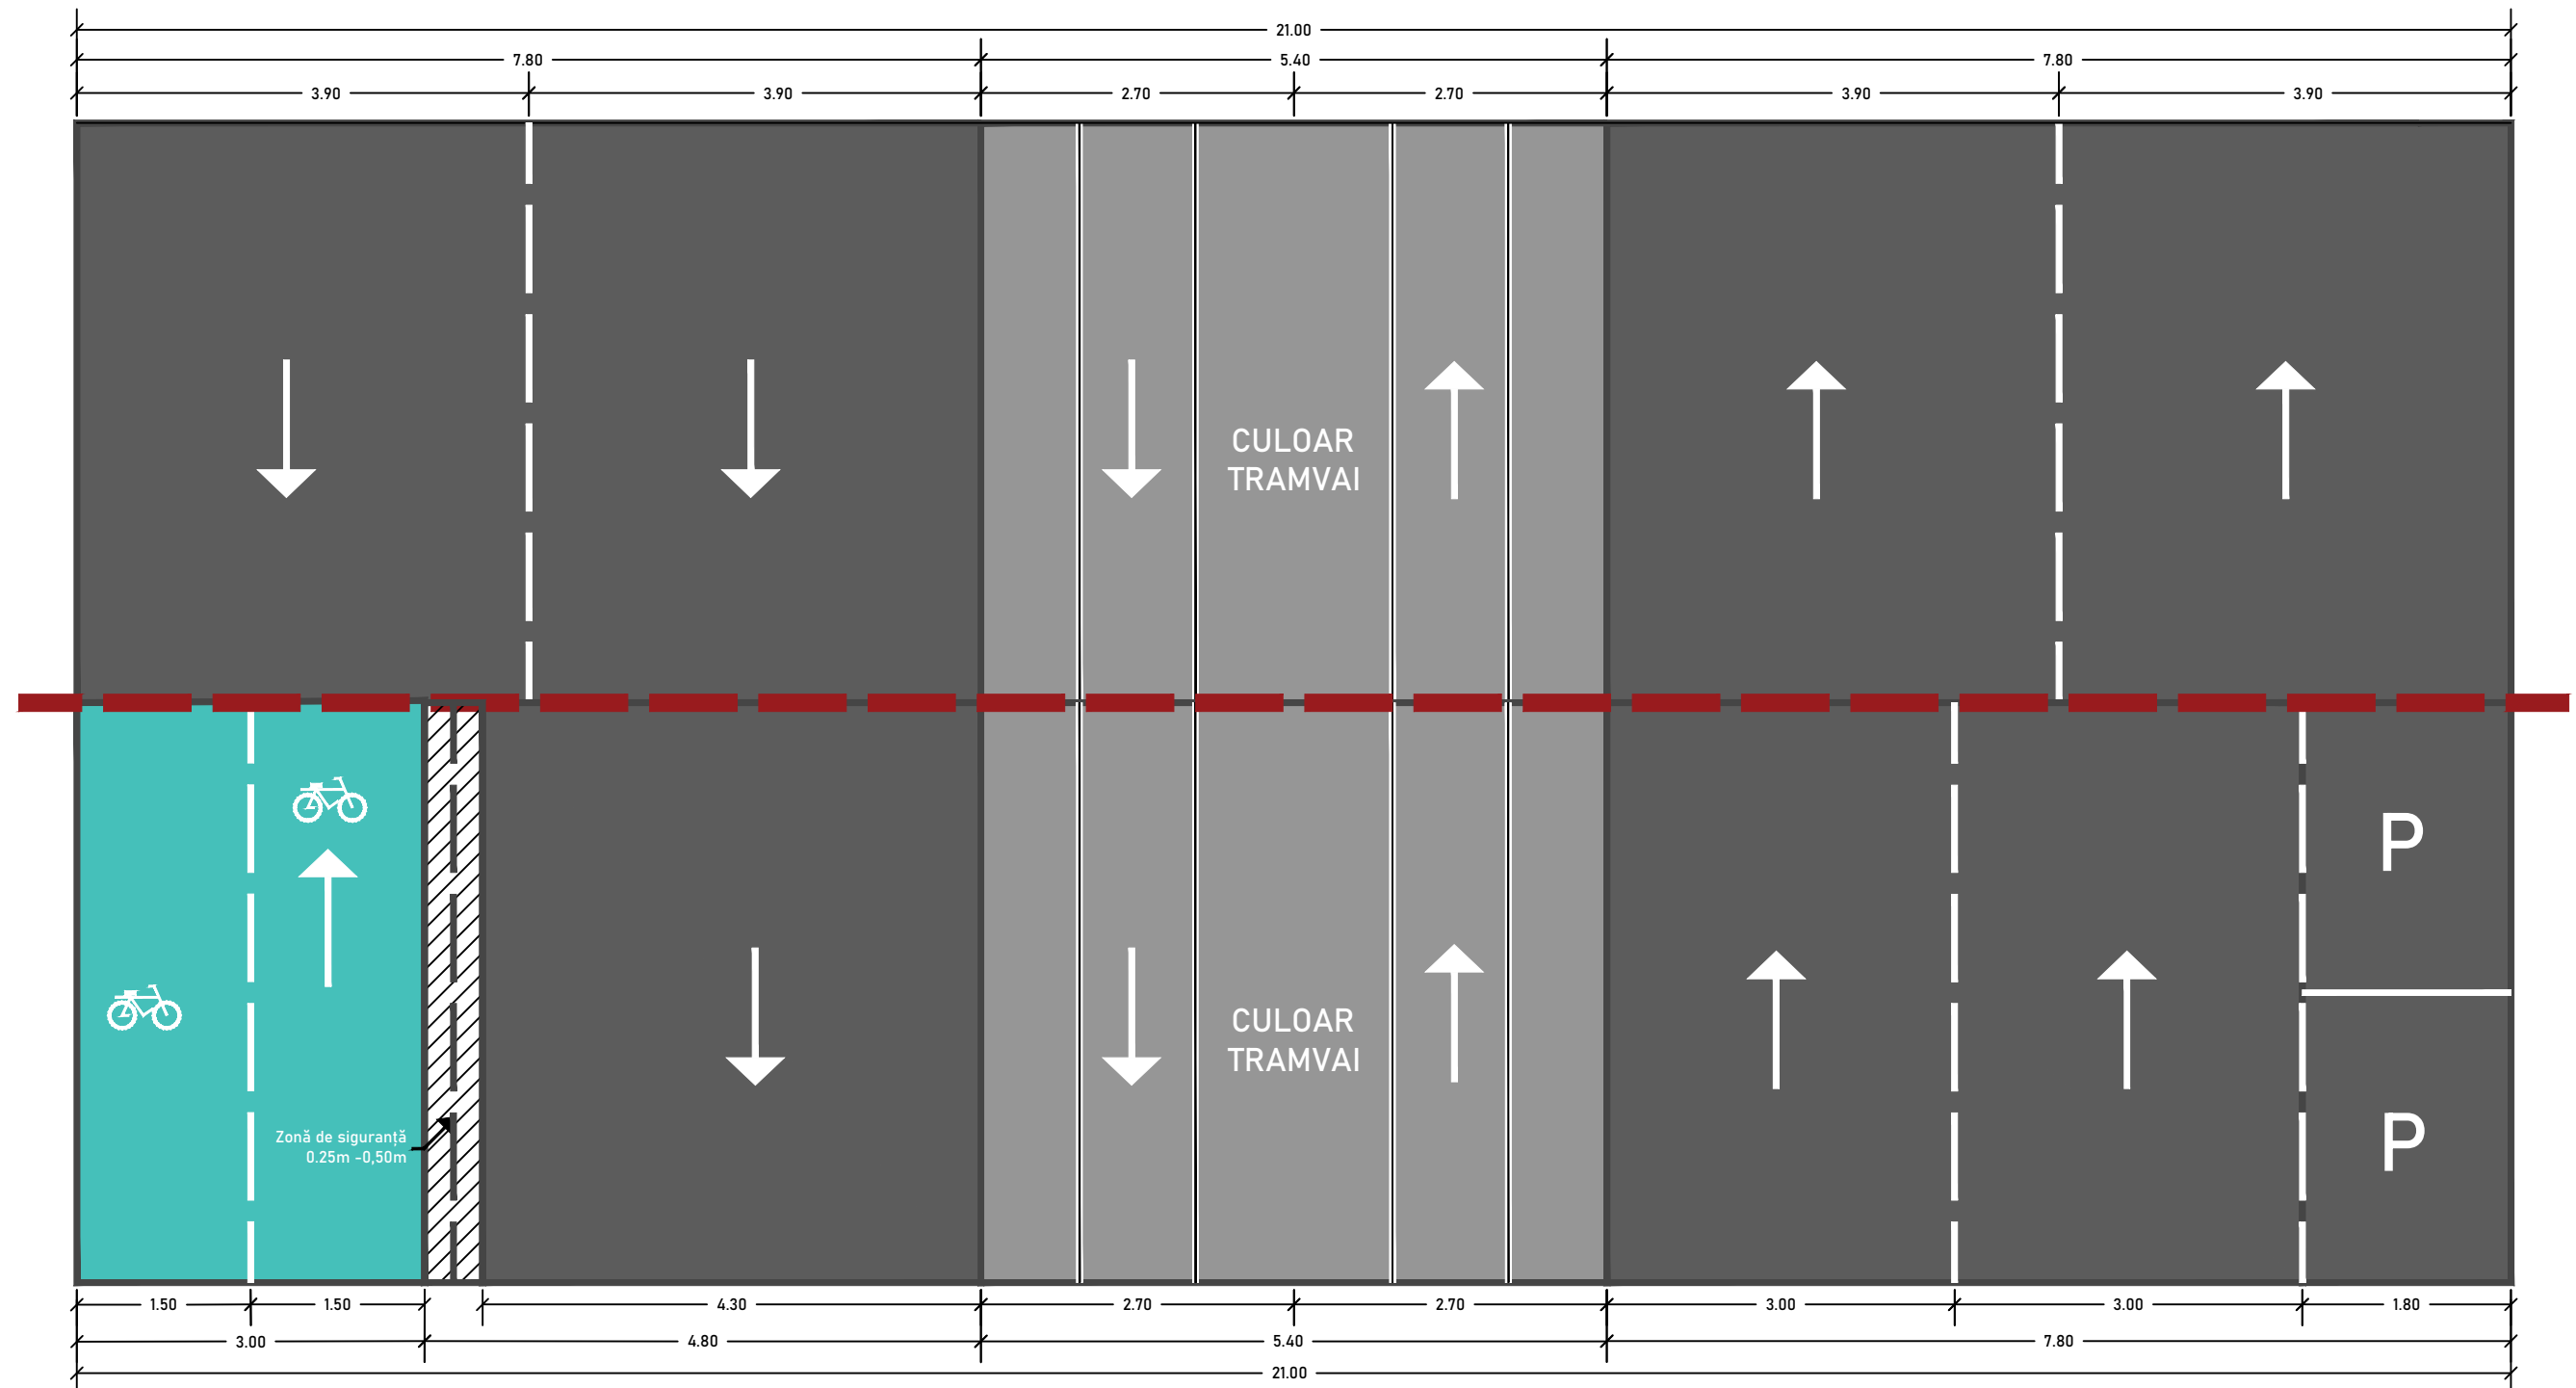 21.00
7.80 5.40 7.80
3.90 3.90 2.70 2.70 3.90 3.90
CULOAR
TRAMVAI
P
CULOAR
TRAMVAI
P
Zonă de siguranță
0.25m -0,50m
1.50 1.50 4.30 2.70 2.70 3.00 3.00 1.80
3.00 4.80 5.40 7.80
21.00